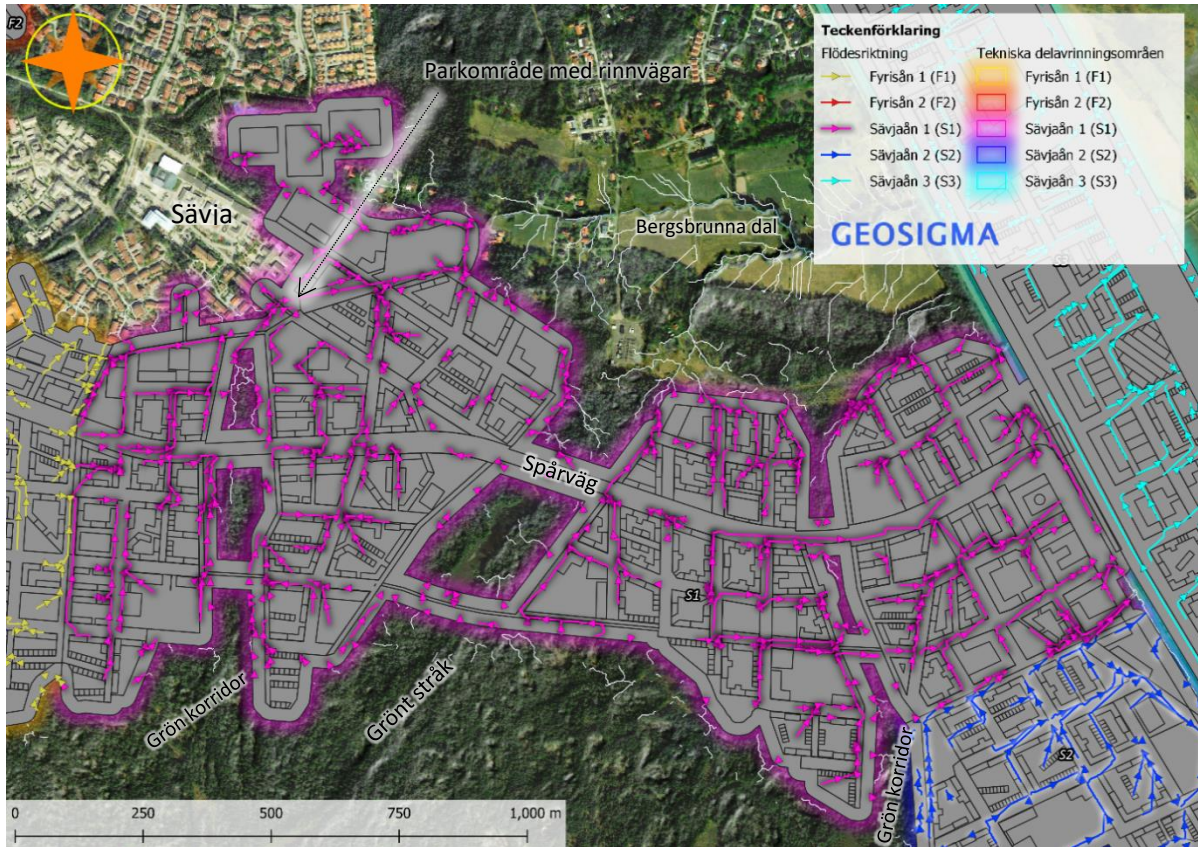 F2
Parkområde med rinnvägar
Teckenförklaring
Flödesriktning
Tekniska delavrinningsområen
Fyrisån 1 (F1)
Fyrisån 1 (F1)
Fyrisån 2 (F2)
Fyrisån 2 (F2)
Sävjaån 1 (S1)
Sävjaån 1 (S1)
Sävjaån 2 (S2)
Sävjaån 2 (S2)
Sävjaån 3 (S3)
Sävjaån 3 (S3)
GEOSIGMA
Sävja
Bergsbrunna dal
S3
Spårväg
S1
Grön korridor
Grönt stråk
Grön korridor
S2
0 250 500 750 1,000 m